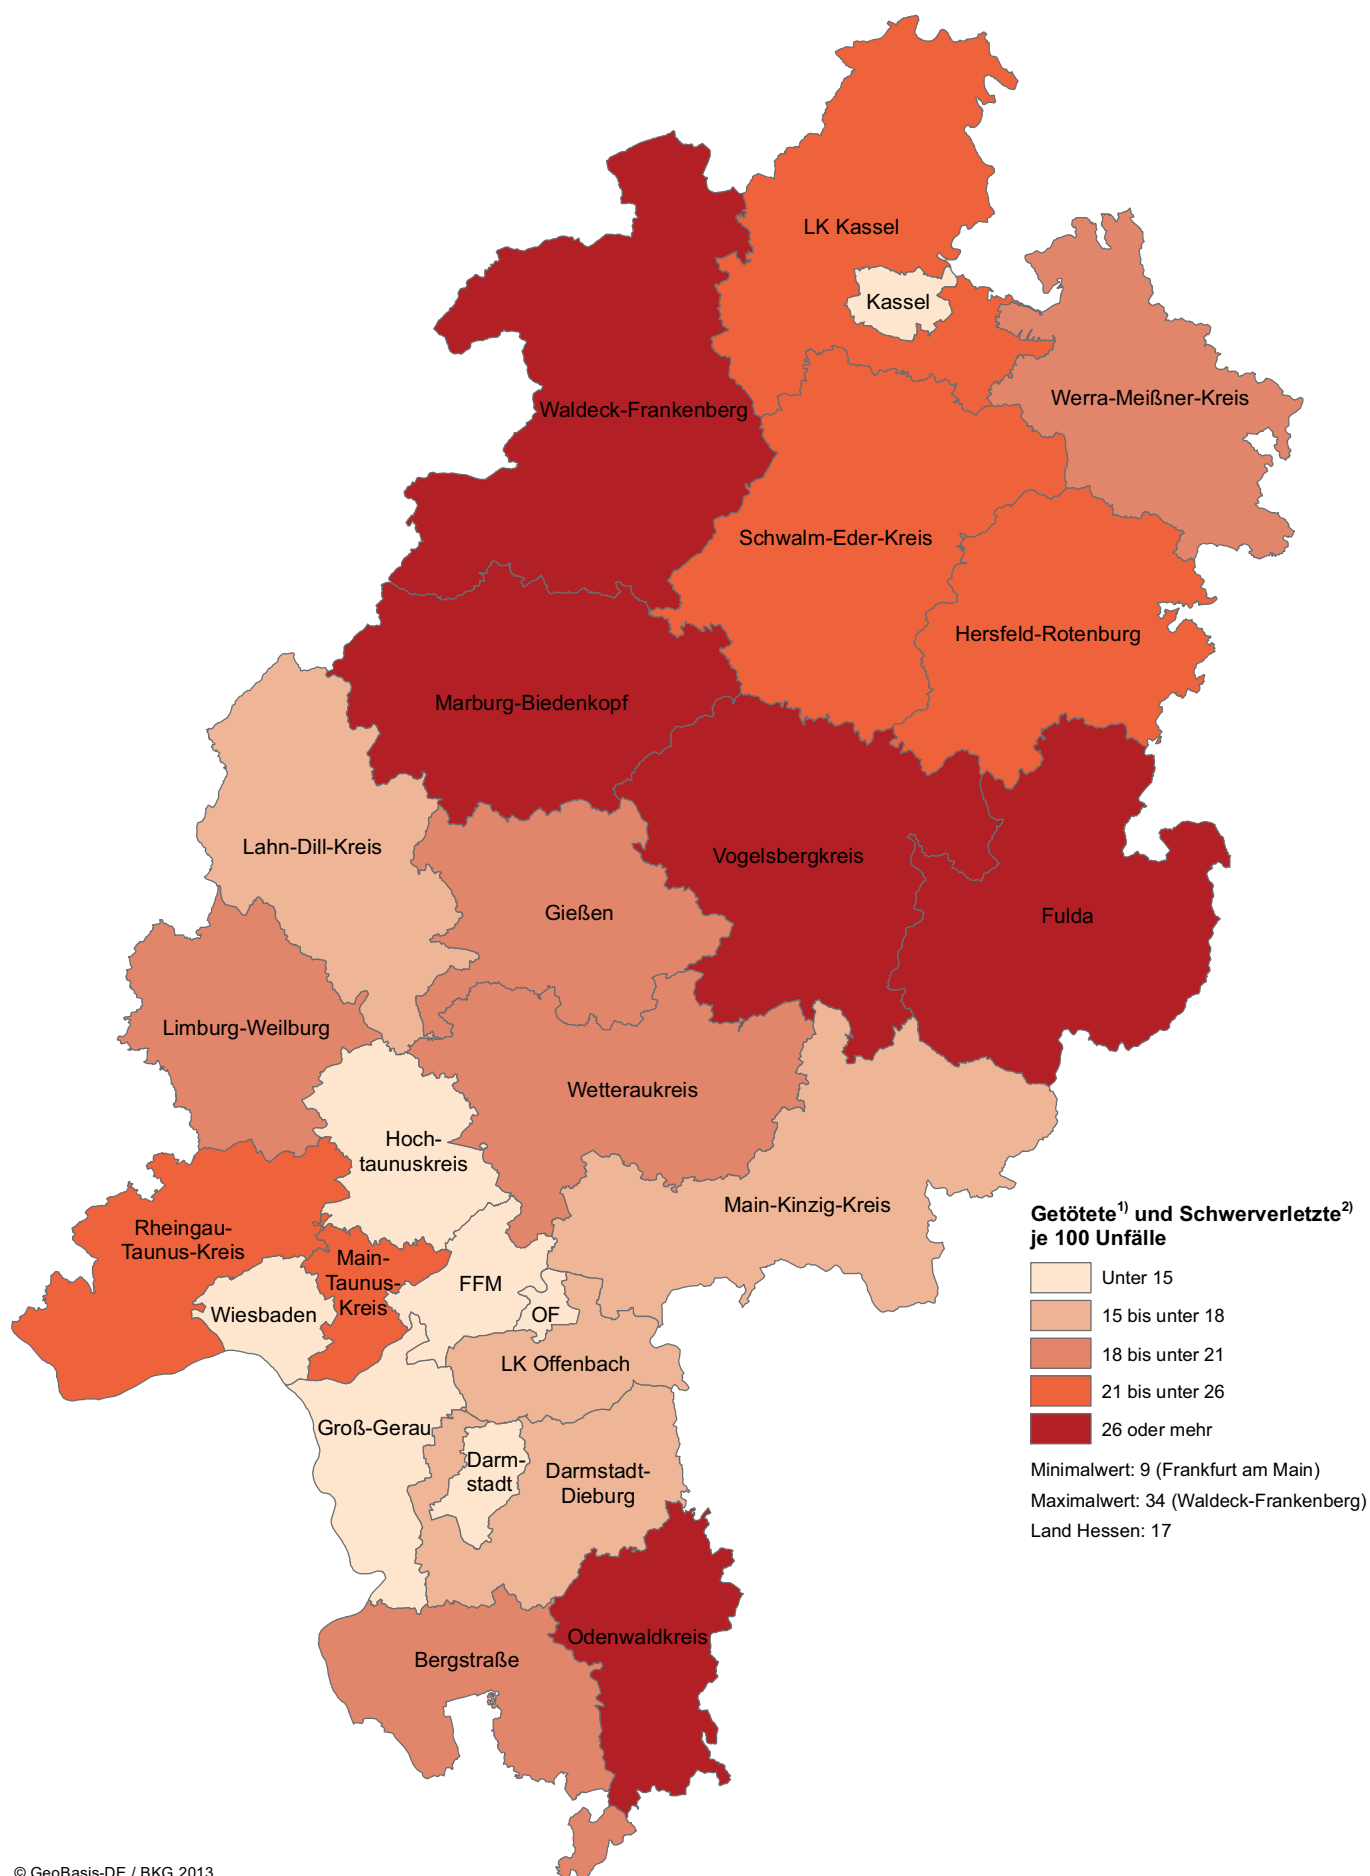 LK Kassel
Kassel
Werra-Meißner-Kreis
Waldeck-Frankenberg
Schwalm-Eder-Kreis
Hersfeld-Rotenburg
Marburg-Biedenkopf
Lahn-Dill-Kreis
Vogelsbergkreis
Gießen
Fulda
Limburg-Weilburg
Wetteraukreis
Hoch-
taunuskreis
Main-Kinzig-Kreis
Rheingau-
Taunus-Kreis
Main-
Taunus-
Kreis
FFM
Wiesbaden
OF
LK Offenbach
Groß-Gerau
Darm-
stadt
Darmstadt-
Dieburg
Odenwaldkreis
Bergstraße
Getötete1) und Schwerverletzte2)
je 100 Unfälle
Unter 15
15 bis unter 18
18 bis unter 21
21 bis unter 26
26 oder mehr
Minimalwert: 9 (Frankfurt am Main)
Maximalwert: 34 (Waldeck-Frankenberg)
Land Hessen: 17
© GeoBasis-DE / BKG 2013